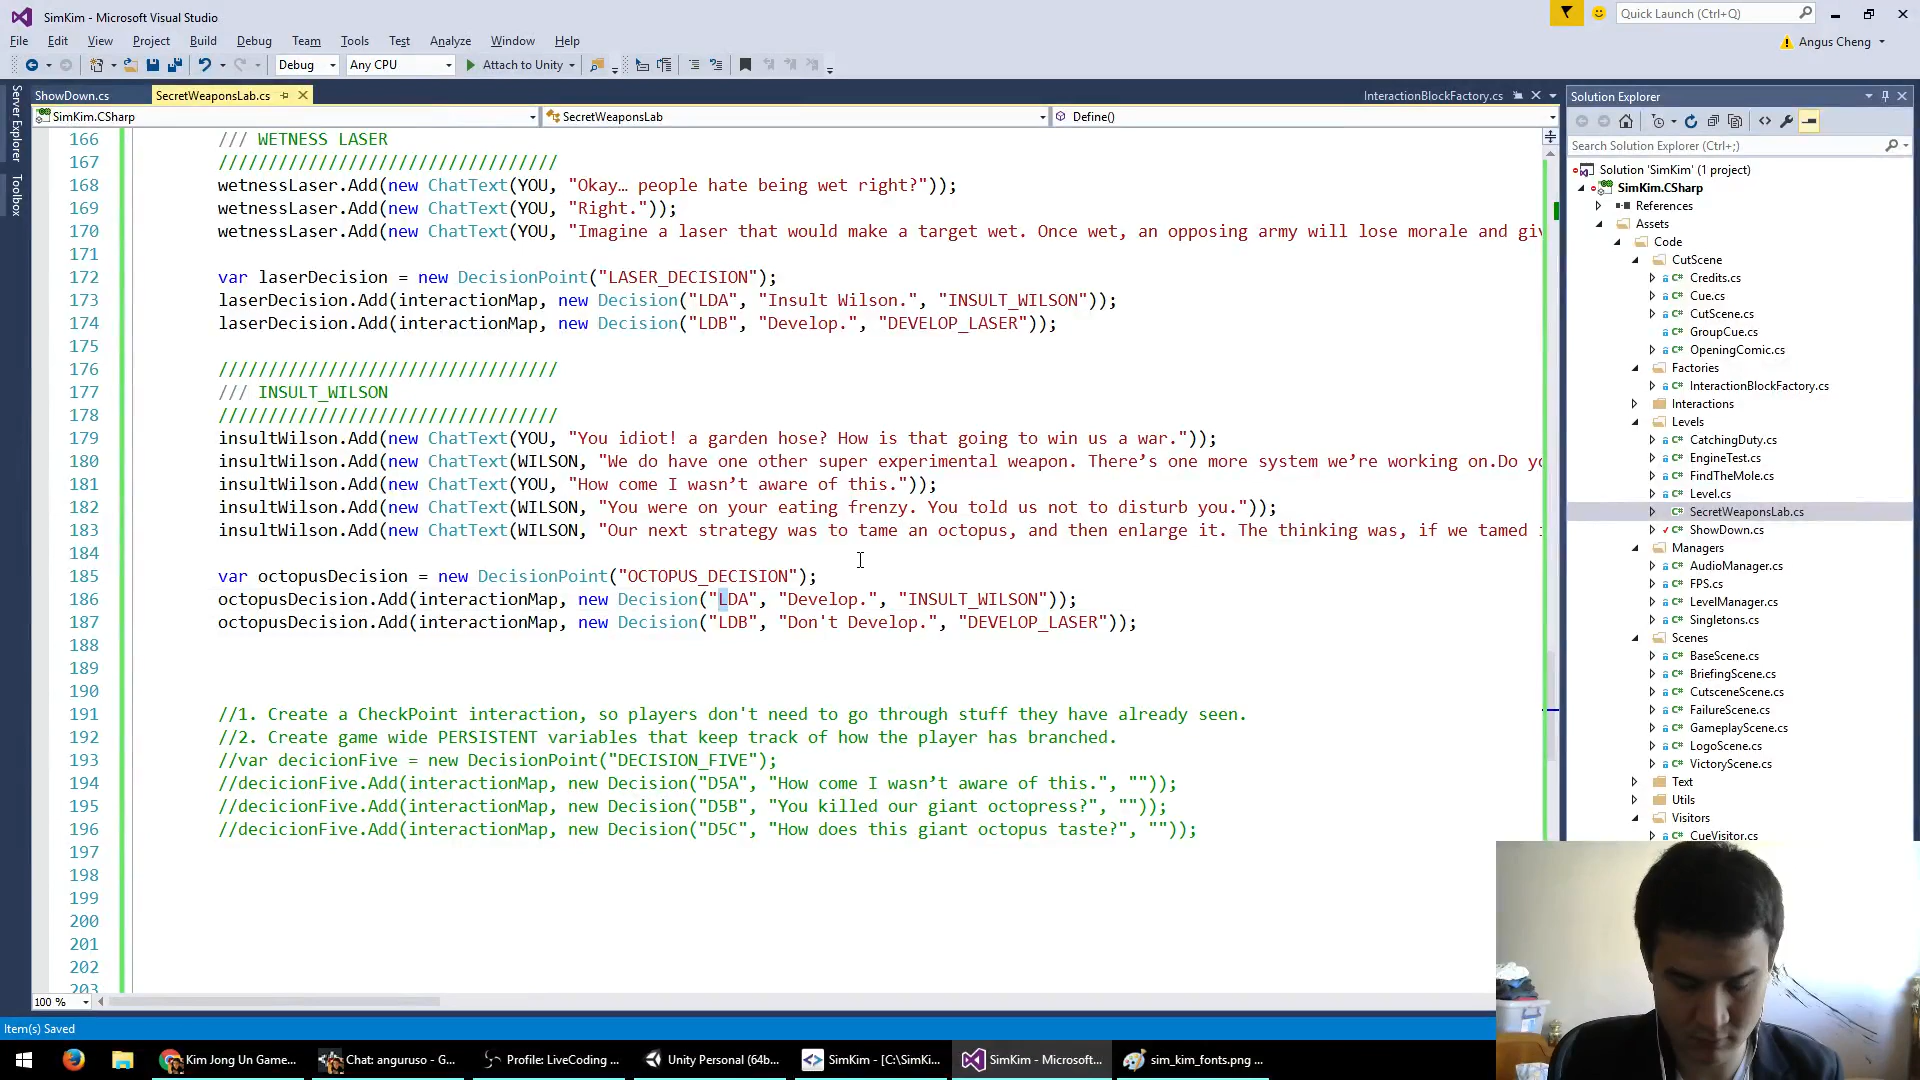 SimKim - Microsoft Visual Studio
Quick Launch (Ctrl+Q)
File Edit View Project Build Debug Team Tools Test Analyze Window Help
Angus Cheng
Debug Any CPU Attach to Unity
Server Explorer
Toolbox
ShowDown.cs SecretWeaponsLab.cs InteractionBlockFactory.cs
SimKim.CSharp SecretWeaponsLab Define()
166 /// WETNESS LASER
167 //////////////////////////////////
168 wetnessLaser.Add(new ChatText(YOU, "Okay… people hate being wet right?"));
169 wetnessLaser.Add(new ChatText(YOU, "Right."));
170 wetnessLaser.Add(new ChatText(YOU, "Imagine a laser that would make a target wet. Once wet, an opposing army will lose morale and giv
171
172 var laserDecision = new DecisionPoint("LASER_DECISION");
173 laserDecision.Add(interactionMap, new Decision("LDA", "Insult Wilson.", "INSULT_WILSON"));
174 laserDecision.Add(interactionMap, new Decision("LDB", "Develop.", "DEVELOP_LASER"));
175
176 //////////////////////////////////
177 /// INSULT_WILSON
178 //////////////////////////////////
179 insultWilson.Add(new ChatText(YOU, "You idiot! a garden hose? How is that going to win us a war."));
180 insultWilson.Add(new ChatText(WILSON, "We do have one other super experimental weapon. There’s one more system we’re working on.Do yo
181 insultWilson.Add(new ChatText(YOU, "How come I wasn’t aware of this."));
182 insultWilson.Add(new ChatText(WILSON, "You were on your eating frenzy. You told us not to disturb you."));
183 insultWilson.Add(new ChatText(WILSON, "Our next strategy was to tame an octopus, and then enlarge it. The thinking was, if we tamed i
184
185 var octopusDecision = new DecisionPoint("OCTOPUS_DECISION");
186 octopusDecision.Add(interactionMap, new Decision("LDA", "Develop.", "INSULT_WILSON"));
187 octopusDecision.Add(interactionMap, new Decision("LDB", "Don't Develop.", "DEVELOP_LASER"));
188
189
190
191 //1. Create a CheckPoint interaction, so players don't need to go through stuff they have already seen.
192 //2. Create game wide PERSISTENT variables that keep track of how the player has branched.
193 //var decicionFive = new DecisionPoint("DECISION_FIVE");
194 //decicionFive.Add(interactionMap, new Decision("D5A", "How come I wasn’t aware of this.", ""));
195 //decicionFive.Add(interactionMap, new Decision("D5B", "You killed our giant octopress?", ""));
196 //decicionFive.Add(interactionMap, new Decision("D5C", "How does this giant octopus taste?", ""));
197
198
199
200
201
202
203
100 %
Solution Explorer
Search Solution Explorer (Ctrl+;)
Solution 'SimKim' (1 project)
SimKim.CSharp
References
Assets
Code
CutScene
Credits.cs
Cue.cs
CutScene.cs
GroupCue.cs
OpeningComic.cs
Factories
InteractionBlockFactory.cs
Interactions
Levels
CatchingDuty.cs
EngineTest.cs
FindTheMole.cs
Level.cs
SecretWeaponsLab.cs
ShowDown.cs
Managers
AudioManager.cs
FPS.cs
LevelManager.cs
Singletons.cs
Scenes
BaseScene.cs
BriefingScene.cs
CutsceneScene.cs
FailureScene.cs
GameplayScene.cs
LogoScene.cs
VictoryScene.cs
Text
Utils
Visitors
CueVisitor.cs
Item(s) Saved
Kim Jong Un Game... Chat: anguruso - G... Profile: LiveCoding ... Unity Personal (64b... SimKim - [C:\SimKi... SimKim - Microsoft... sim_kim_fonts.png ...